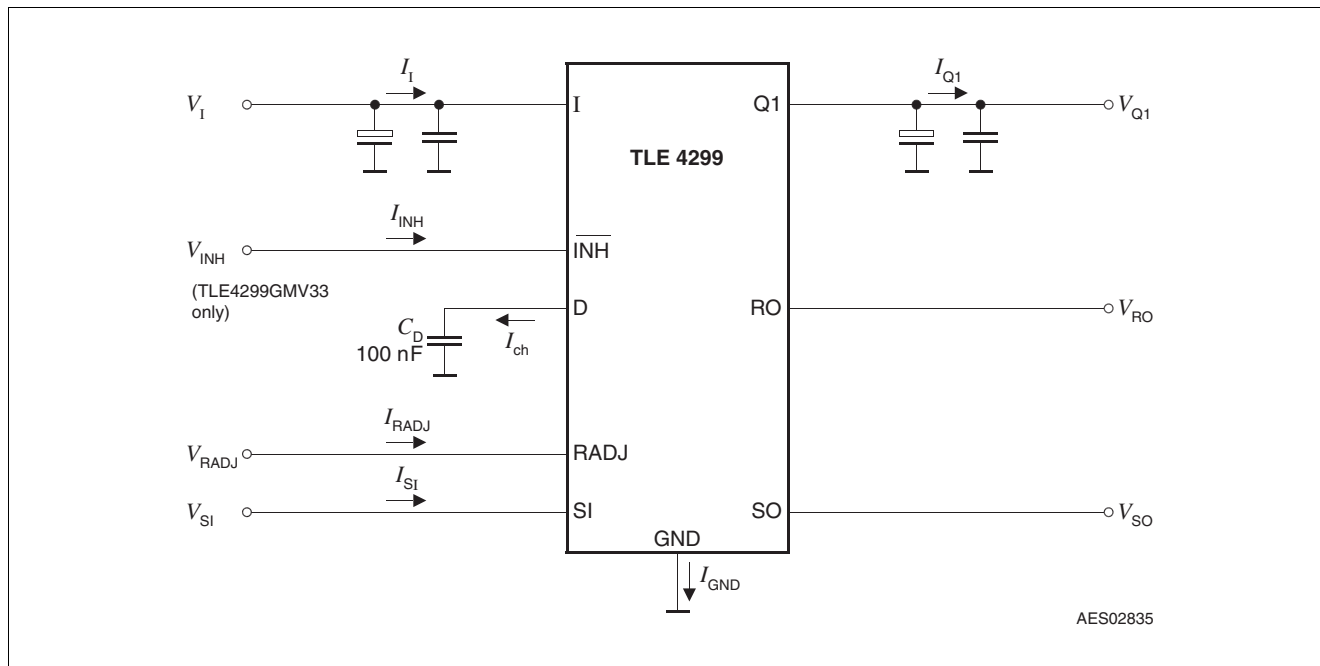 I_I
I_Q1
V_I
I
Q1
V_Q1
TLE 4299
I_INH
V_INH
INH
(TLE4299GMV33
only)
D
RO
V_RO
C_D
100 nF
I_ch
I_RADJ
V_RADJ
RADJ
I_SI
V_SI
SI
SO
V_SO
GND
I_GND
AES02835